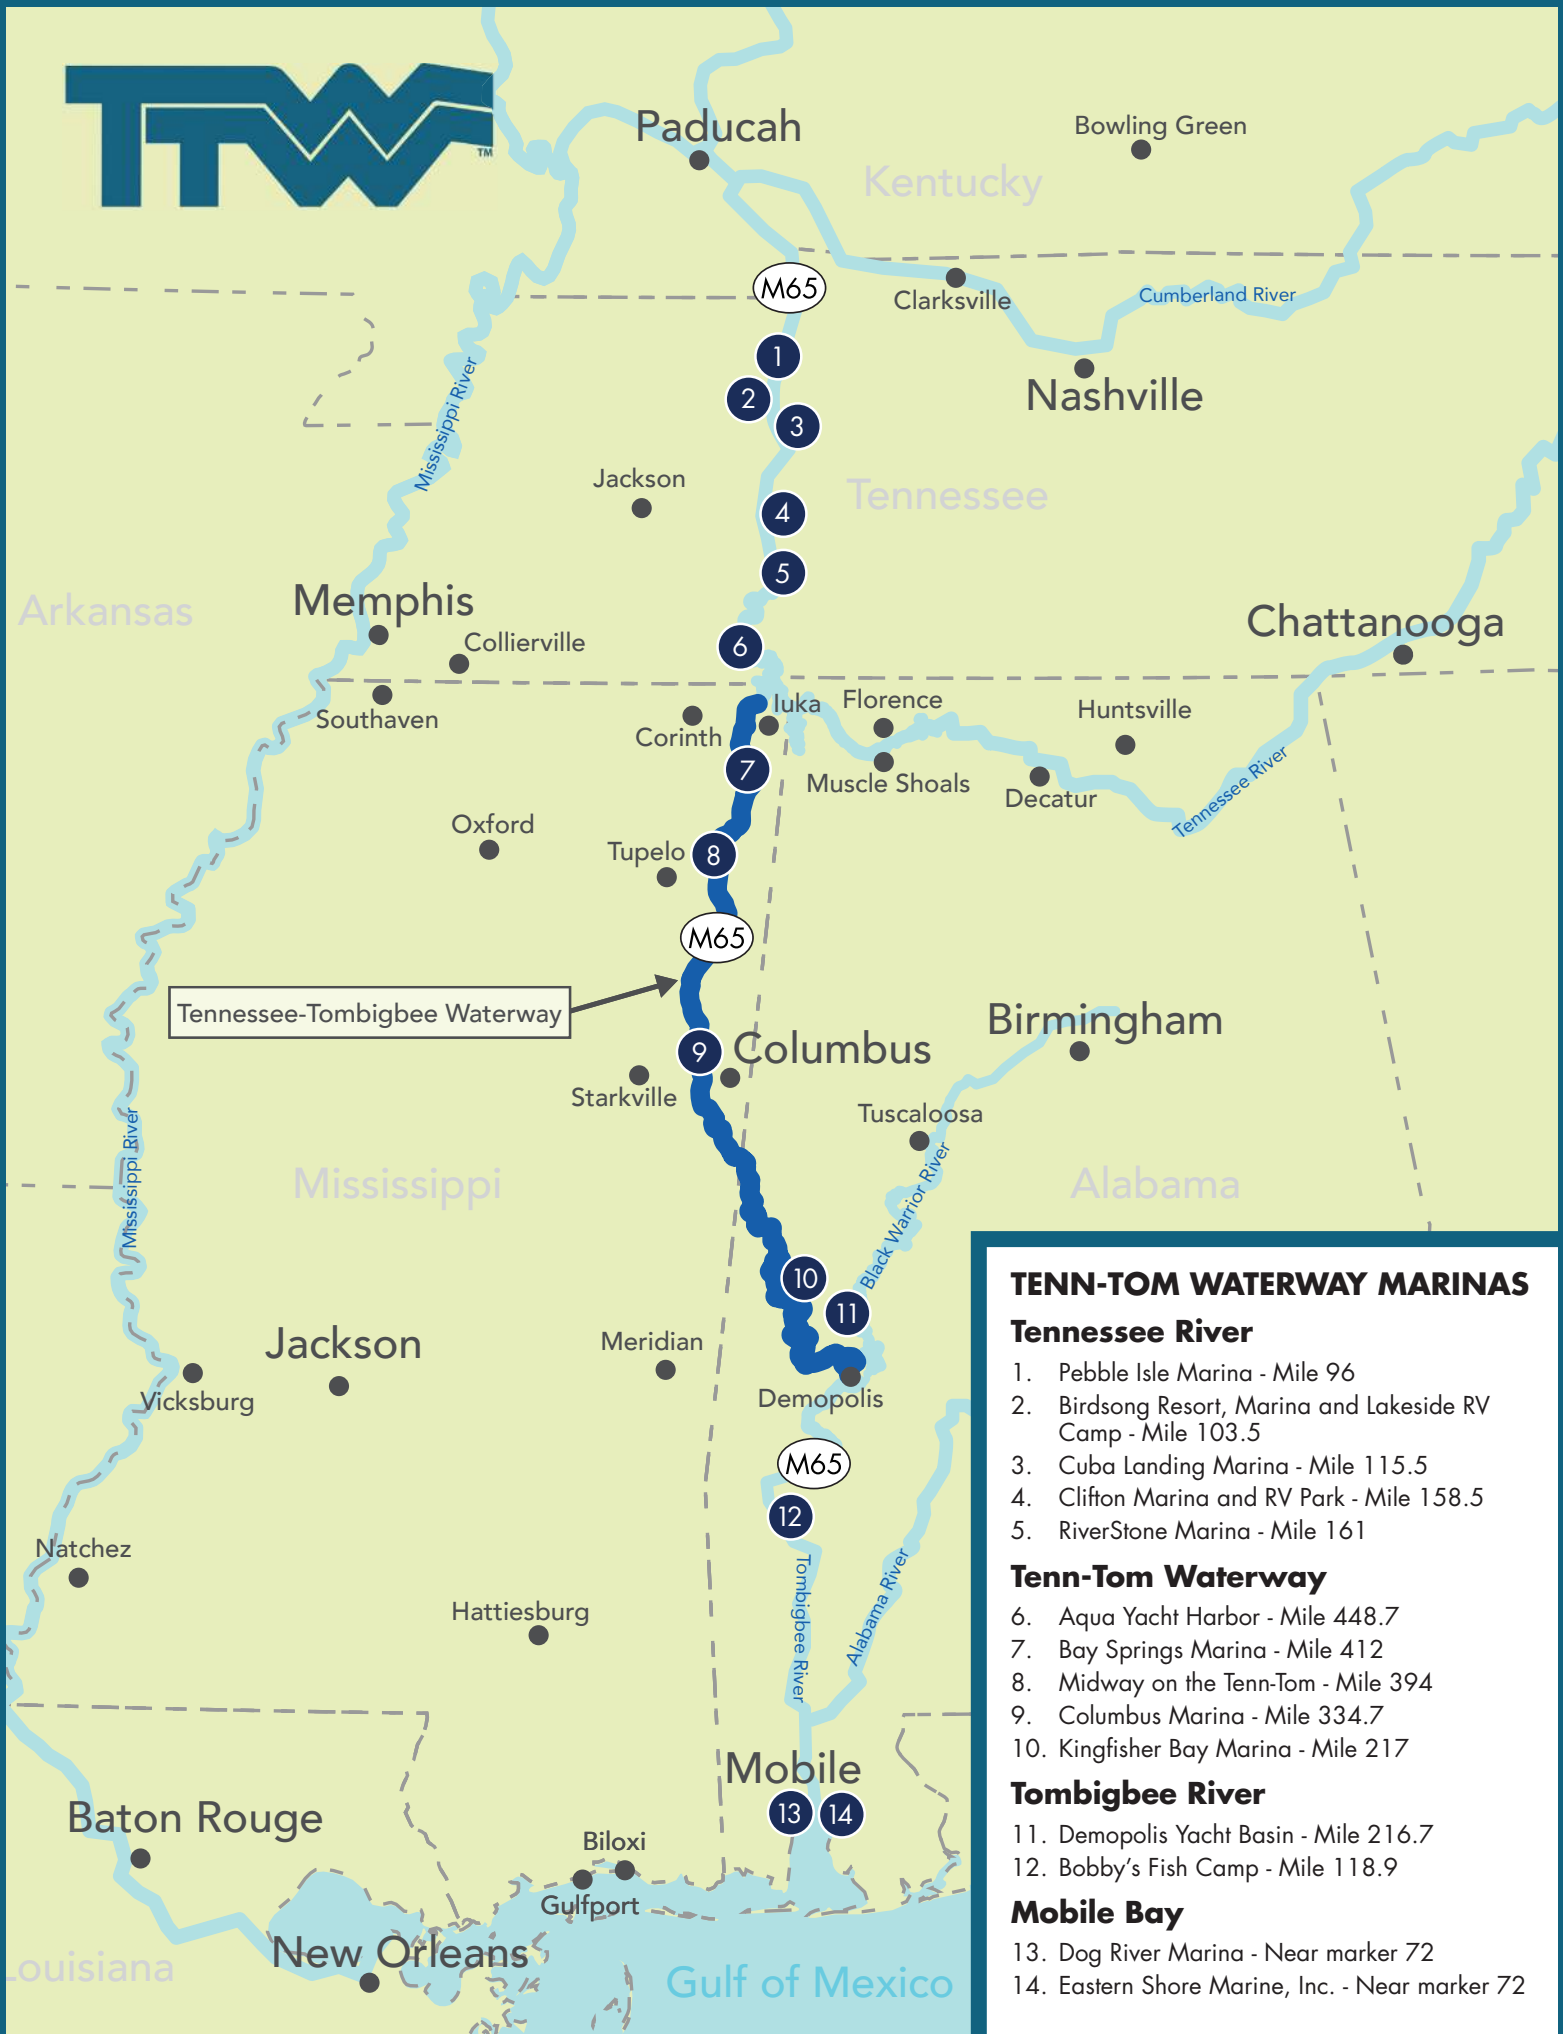 TTW
TM
Paducah
Bowling Green
Kentucky
M65
Clarksville
Cumberland River
1
Mississippi River
2
Nashville
3
Jackson
Tennessee
4
5
Arkansas
Memphis
Chattanooga
Collierville
6
Southaven
Iuka
Florence
Huntsville
Corinth
7
Muscle Shoals
Decatur
Tennessee River
Oxford
Tupelo
8
M65
Tennessee-Tombigbee Waterway
Birmingham
9
Columbus
Starkville
Tuscaloosa
Mississippi River
Mississippi
Black Warrior River
Alabama
10
11
Jackson
Meridian
Vicksburg
Demopolis
M65
12
Natchez
Tombigbee River
Alabama River
Hattiesburg
Mobile
13
14
Baton Rouge
Biloxi
Gulfport
New Orleans
Louisiana
Gulf of Mexico
TENN-TOM WATERWAY MARINAS
Tennessee River
1. Pebble Isle Marina - Mile 96
2. Birdsong Resort, Marina and Lakeside RV
Camp - Mile 103.5
3. Cuba Landing Marina - Mile 115.5
4. Clifton Marina and RV Park - Mile 158.5
5. RiverStone Marina - Mile 161
Tenn-Tom Waterway
6. Aqua Yacht Harbor - Mile 448.7
7. Bay Springs Marina - Mile 412
8. Midway on the Tenn-Tom - Mile 394
9. Columbus Marina - Mile 334.7
10. Kingfisher Bay Marina - Mile 217
Tombigbee River
11. Demopolis Yacht Basin - Mile 216.7
12. Bobby's Fish Camp - Mile 118.9
Mobile Bay
13. Dog River Marina - Near marker 72
14. Eastern Shore Marine, Inc. - Near marker 72